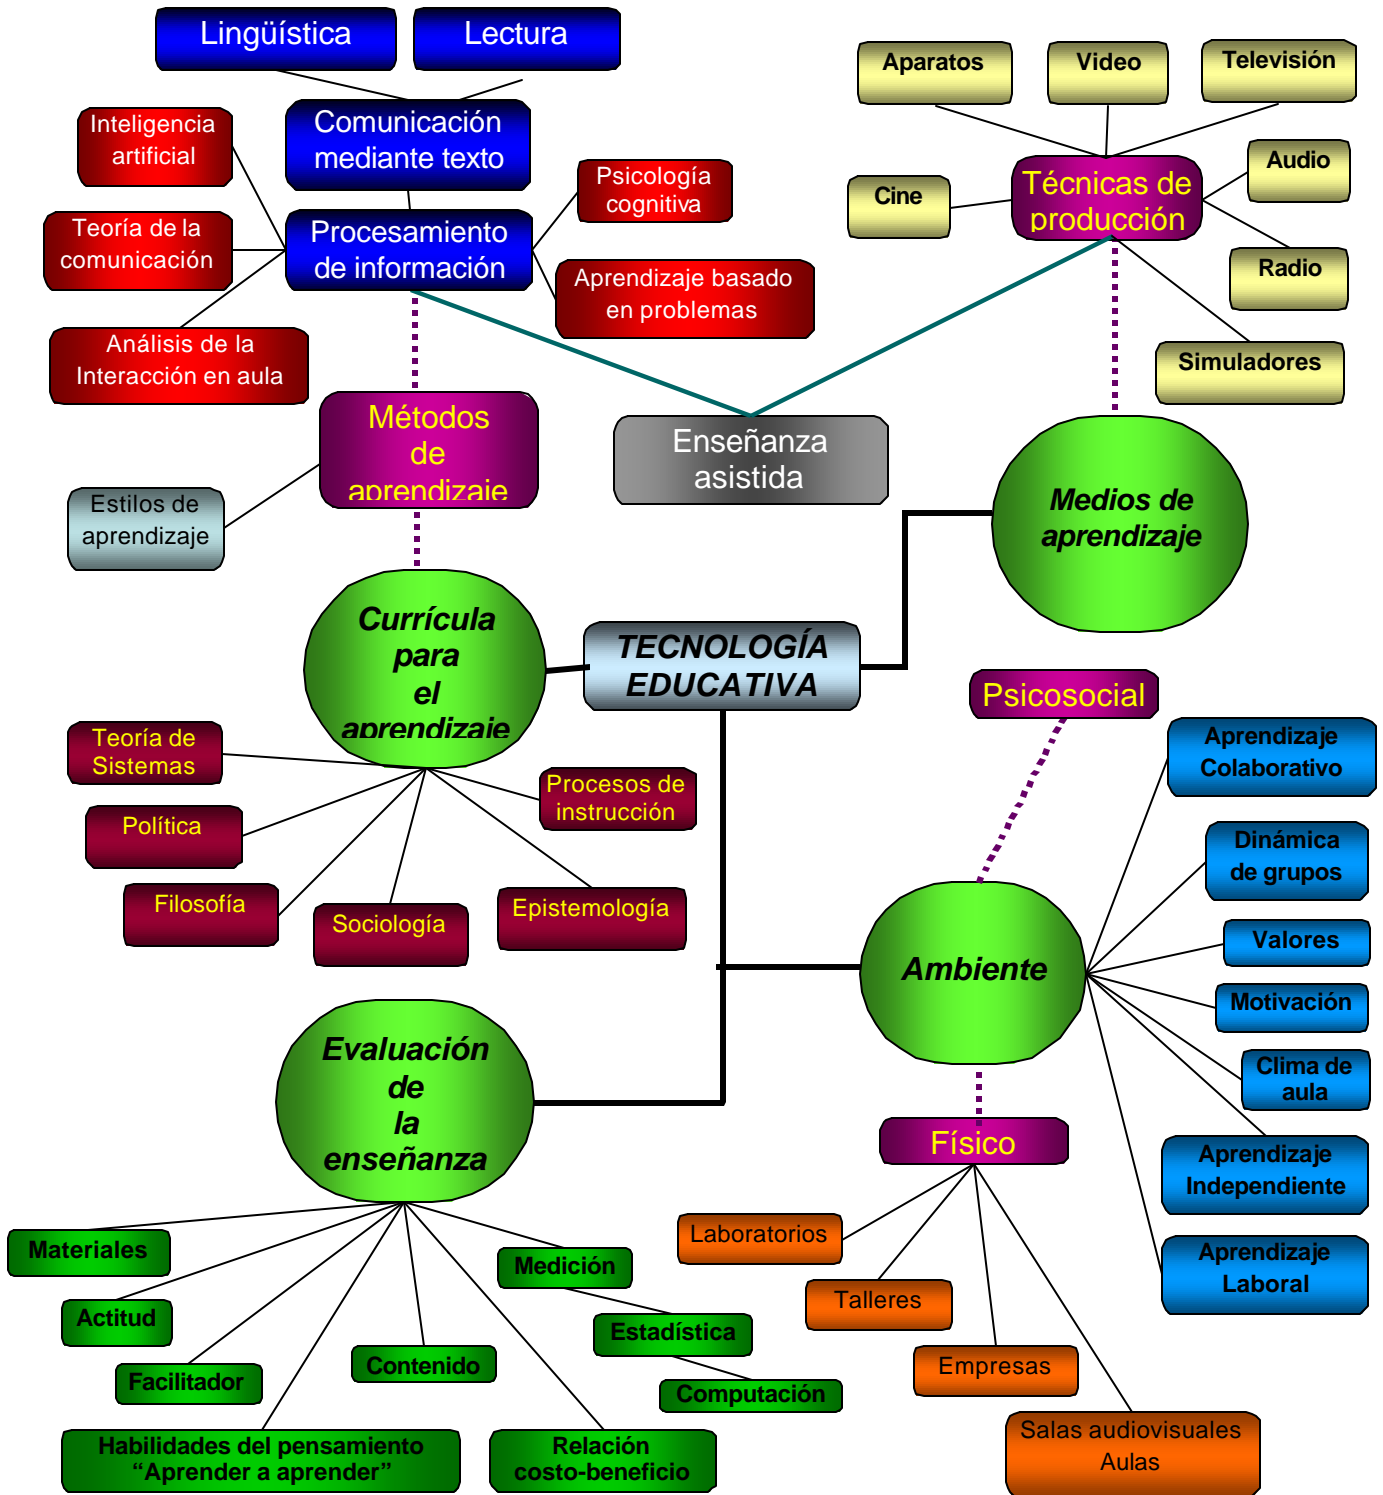 Lingüística
Lectura
Aparatos
Video
Televisión
Inteligencia
artificial
Comunicación
mediante texto
Psicología
cognitiva
Audio
Cine
Técnicas de
producción
Teoría de la
comunicación
Procesamiento
de información
Radio
Aprendizaje basado
en problemas
Análisis de la
Interacción en aula
Simuladores
Métodos
de
aprendizaje
Enseñanza
asistida
Estilos de
aprendizaje
Medios de
aprendizaje
Currícula
para
el
aprendizaje
TECNOLOGÍA
EDUCATIVA
Psicosocial
Teoría de
Sistemas
Procesos de
instrucción
Política
Filosofía
Sociología
Epistemología
Aprendizaje
Colaborativo
Dinámica
de grupos
Valores
Ambiente
Motivación
Clima de
aula
Evaluación
de
la
enseñanza
Físico
Aprendizaje
Independiente
Aprendizaje
Laboral
Materiales
Medición
Laboratorios
Actitud
Estadística
Talleres
Facilitador
Contenido
Computación
Empresas
Habilidades del pensamiento
“Aprender a aprender”
Relación
costo-beneficio
Salas audiovisuales
Aulas